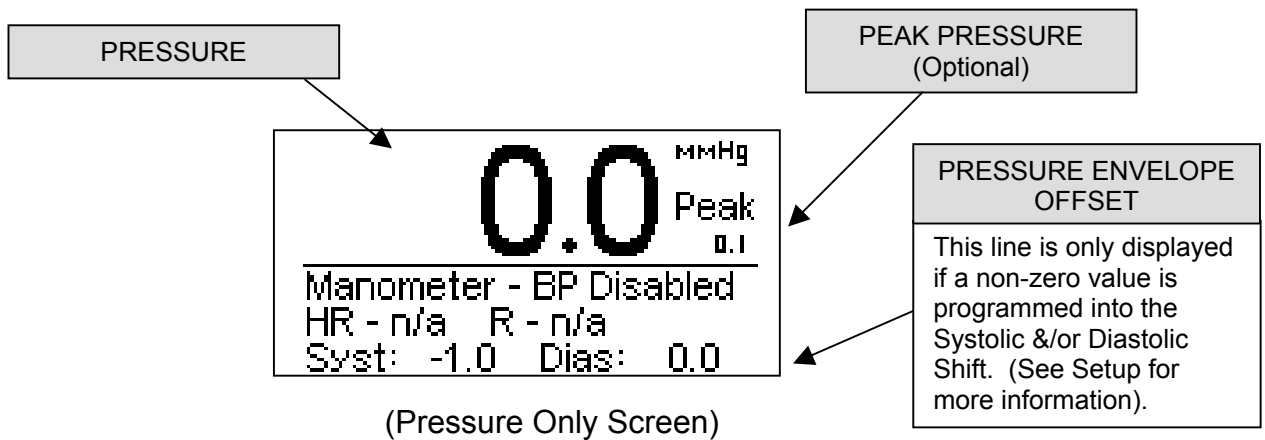 PRESSURE
PEAK PRESSURE
(Optional)
0.0 MMHg
Peak
0.1
Manometer - BP Disabled
HR - n/a R - n/a
Syst: -1.0 Dias: 0.0
PRESSURE ENVELOPE
OFFSET
This line is only displayed
if a non-zero value is
programmed into the
Systolic &/or Diastolic
Shift. (See Setup for
more information).
(Pressure Only Screen)